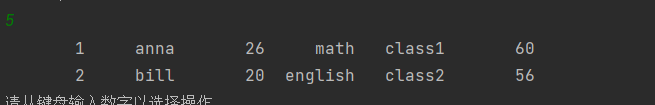 5
1 anna 26 math class1 60
2 bill 20 english class2 56
请从键盘输入数字以选择操作